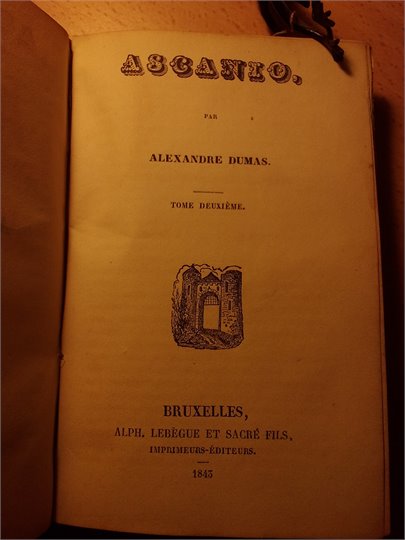 ASCANIO,
PAR
ALEXANDRE DUMAS.
TOME DEUXIÈME.
BRUXELLES,
ALPH. LEBÈGUE ET SACRÉ FILS,
IMPRIMEURS-ÉDITEURS.
1843